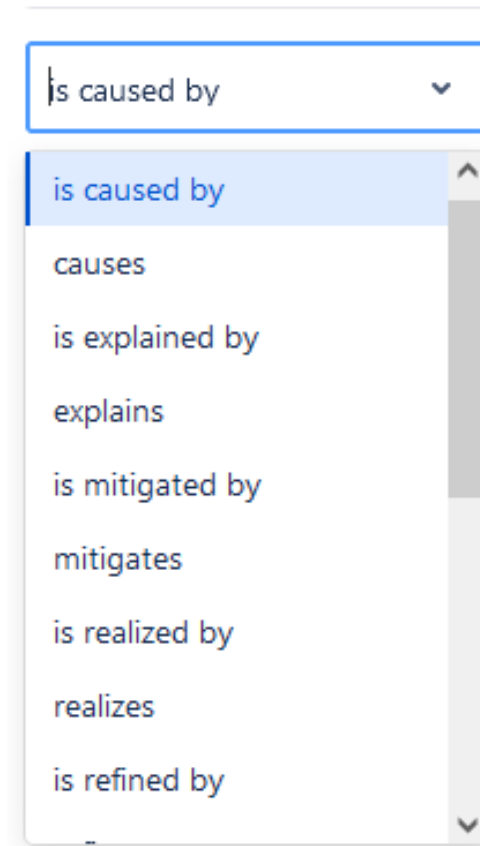 is caused by
is caused by
causes
is explained by
explains
is mitigated by
mitigates
is realized by
realizes
is refined by